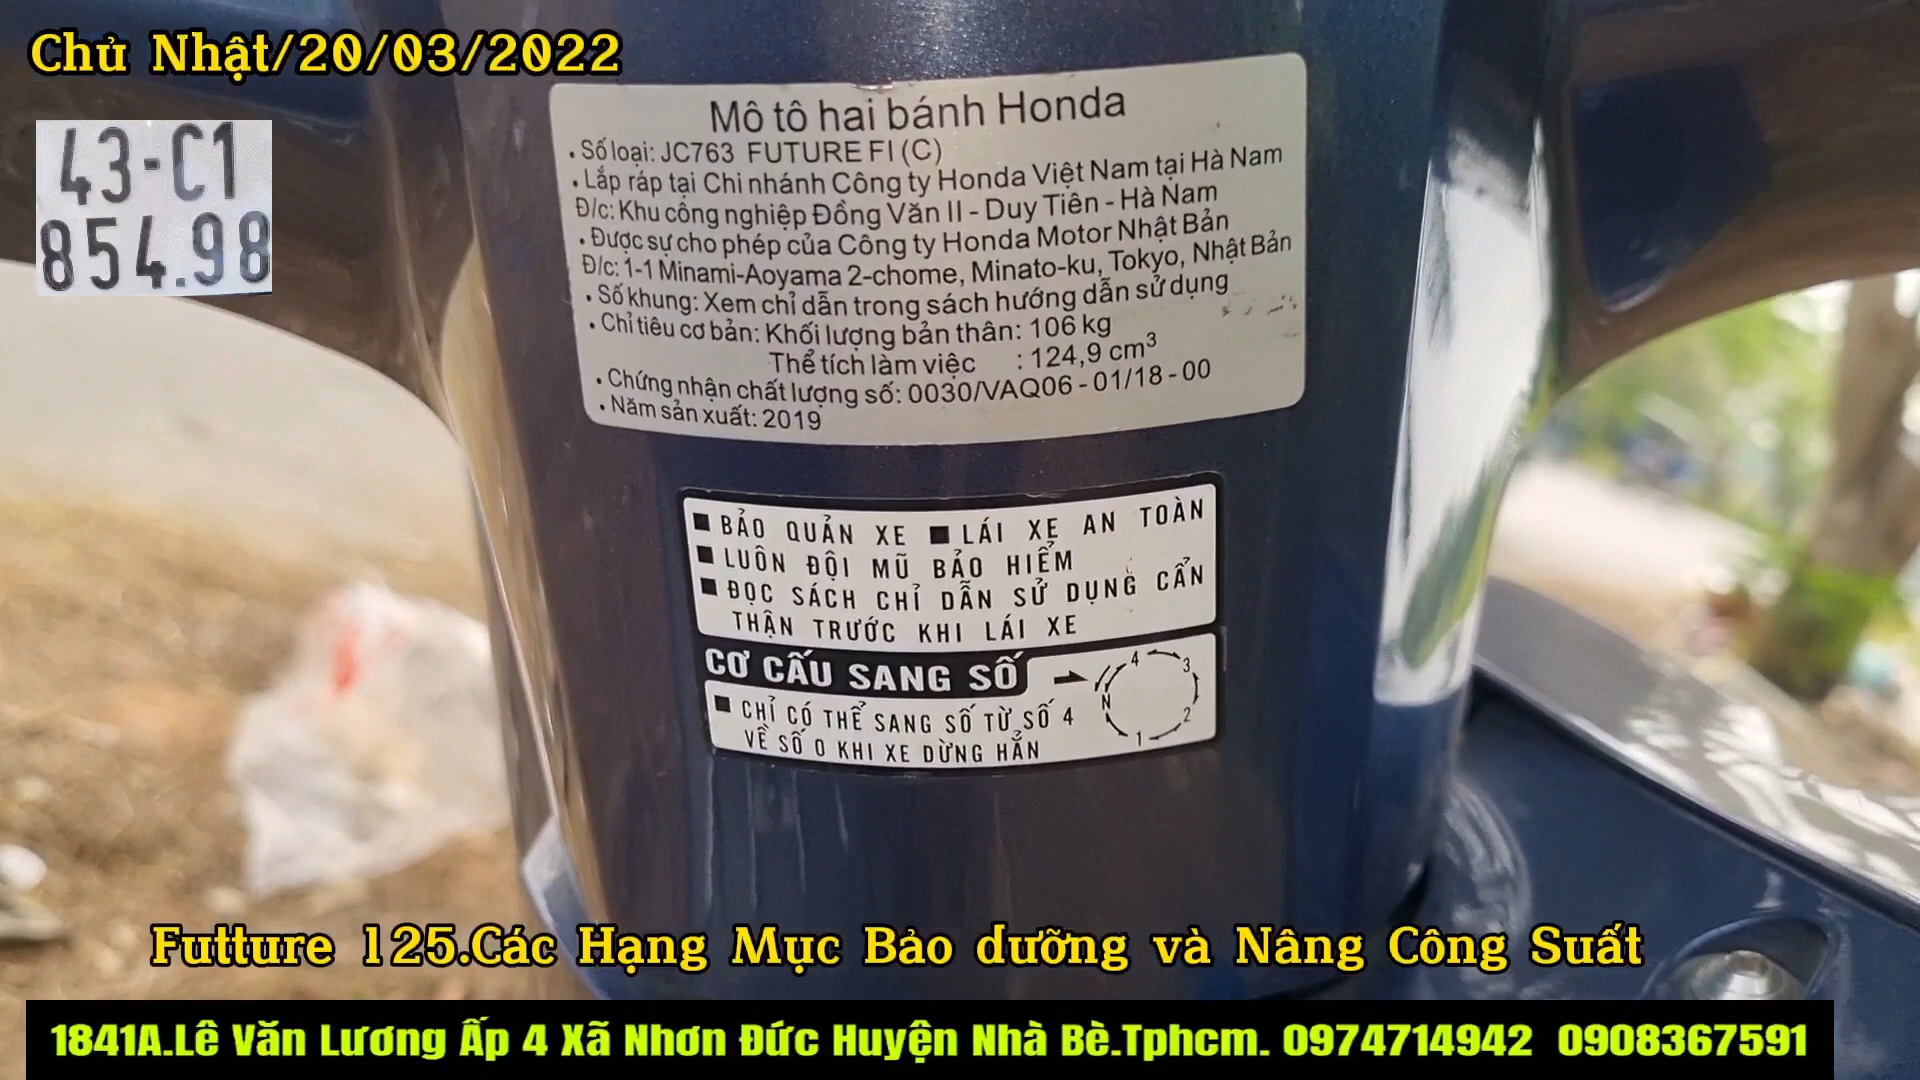 Chủ Nhật/20/03/2022
43-C1
854.98
Mô tô hai bánh Honda
• Số loại: JC763 FUTURE FI (C)
• Lắp ráp tại Chi nhánh Công ty Honda Việt Nam tại Hà Nam
Đ/c: Khu công nghiệp Đồng Văn II - Duy Tiên - Hà Nam
• Được sự cho phép của Công ty Honda Motor Nhật Bản
Đ/c: 1-1 Minami-Aoyama 2-chome, Minato-ku, Tokyo, Nhật Bản
• Số khung: Xem chỉ dẫn trong sách hướng dẫn sử dụng
• Chỉ tiêu cơ bản: Khối lượng bản thân: 106 kg
Thể tích làm việc : 124,9 cm³
• Chứng nhận chất lượng số: 0030/VAQ06 - 01/18 - 00
• Năm sản xuất: 2019
■ BẢO QUẢN XE ■ LÁI XE AN TOÀN
■ LUÔN ĐỘI MŨ BẢO HIỂM
■ ĐỌC SÁCH CHỈ DẪN SỬ DỤNG CẨN
THẬN TRƯỚC KHI LÁI XE
CƠ CẤU SANG SỐ
4 3
N 2
1
■ CHỈ CÓ THỂ SANG SỐ TỪ SỐ 4
VỀ SỐ 0 KHI XE DỪNG HẲN
Futture 125.Các Hạng Mục Bảo dưỡng và Nâng Công Suất
1841A.Lê Văn Lương Ấp 4 Xã Nhơn Đức Huyện Nhà Bè.Tphcm. 0974714942 0908367591